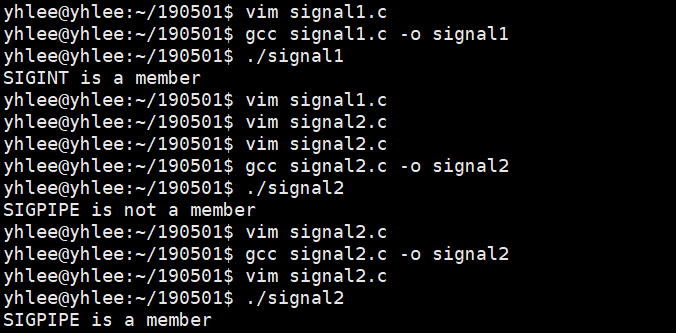 yhlee@yhlee:~/190501$ vim signal1.c
yhlee@yhlee:~/190501$ gcc signal1.c -o signal1
yhlee@yhlee:~/190501$ ./signal1
SIGINT is a member
yhlee@yhlee:~/190501$ vim signal1.c
yhlee@yhlee:~/190501$ vim signal2.c
yhlee@yhlee:~/190501$ vim signal2.c
yhlee@yhlee:~/190501$ gcc signal2.c -o signal2
yhlee@yhlee:~/190501$ ./signal2
SIGPIPE is not a member
yhlee@yhlee:~/190501$ vim signal2.c
yhlee@yhlee:~/190501$ gcc signal2.c -o signal2
yhlee@yhlee:~/190501$ vim signal2.c
yhlee@yhlee:~/190501$ ./signal2
SIGPIPE is a member